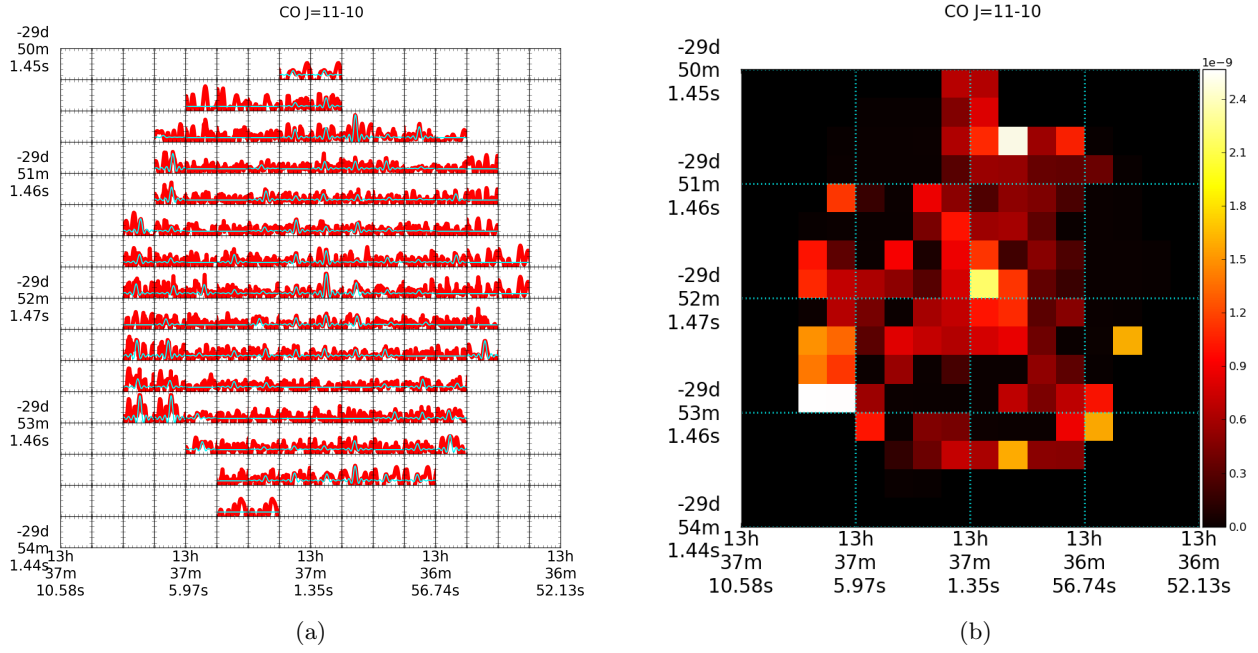 CO J=11-10
-29d
50m
1.45s
-29d
51m
1.46s
-29d
52m
1.47s
-29d
53m
1.46s
-29d
54m
1.44s
13h 13h 13h 13h 13h
37m 37m 37m 36m 36m
10.58s 5.97s 1.35s 56.74s 52.13s
(a)
CO J=11-10
-29d
50m
1.45s
-29d
51m
1.46s
-29d
52m
1.47s
-29d
53m
1.46s
-29d
54m
1.44s
13h 13h 13h 13h 13h
37m 37m 37m 36m 36m
10.58s 5.97s 1.35s 56.74s 52.13s
1e−9
2.4
2.1
1.8
1.5
1.2
0.9
0.6
0.3
0.0
(b)